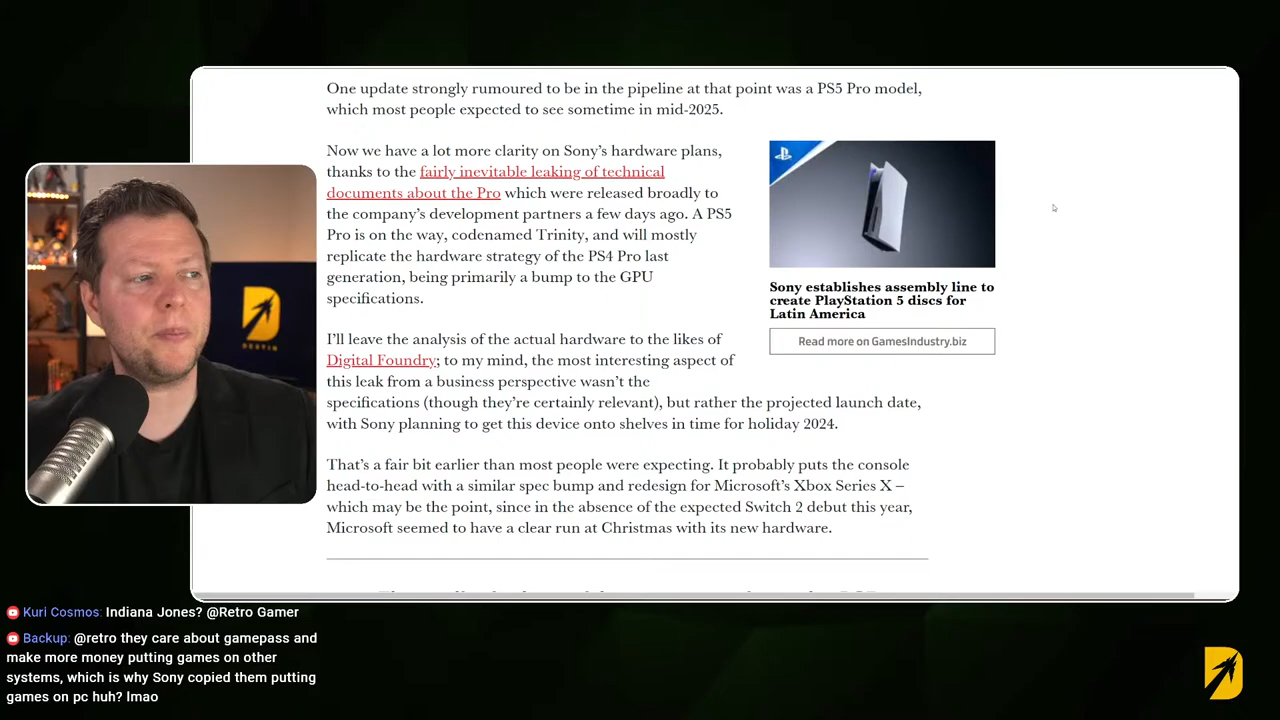 One update strongly rumoured to be in the pipeline at that point was a PS5 Pro model,
which most people expected to see sometime in mid-2025.
Now we have a lot more clarity on Sony's hardware plans,
thanks to the fairly inevitable leaking of technical
documents about the Pro which were released broadly to
the company's development partners a few days ago. A PS5
Pro is on the way, codenamed Trinity, and will mostly
replicate the hardware strategy of the PS4 Pro last
generation, being primarily a bump to the GPU
specifications.
Sony establishes assembly line to
create PlayStation 5 discs for
Latin America
Read more on GamesIndustry.biz
I'll leave the analysis of the actual hardware to the likes of
Digital Foundry; to my mind, the most interesting aspect of
this leak from a business perspective wasn't the
specifications (though they're certainly relevant), but rather the projected launch date,
with Sony planning to get this device onto shelves in time for holiday 2024.
That's a fair bit earlier than most people were expecting. It probably puts the console
head-to-head with a similar spec bump and redesign for Microsoft's Xbox Series X –
which may be the point, since in the absence of the expected Switch 2 debut this year,
Microsoft seemed to have a clear run at Christmas with its new hardware.
DESTIN
Kuri Cosmos: Indiana Jones? @Retro Gamer
Backup: @retro they care about gamepass and
make more money putting games on other
systems, which is why Sony copied them putting
games on pc huh? lmao